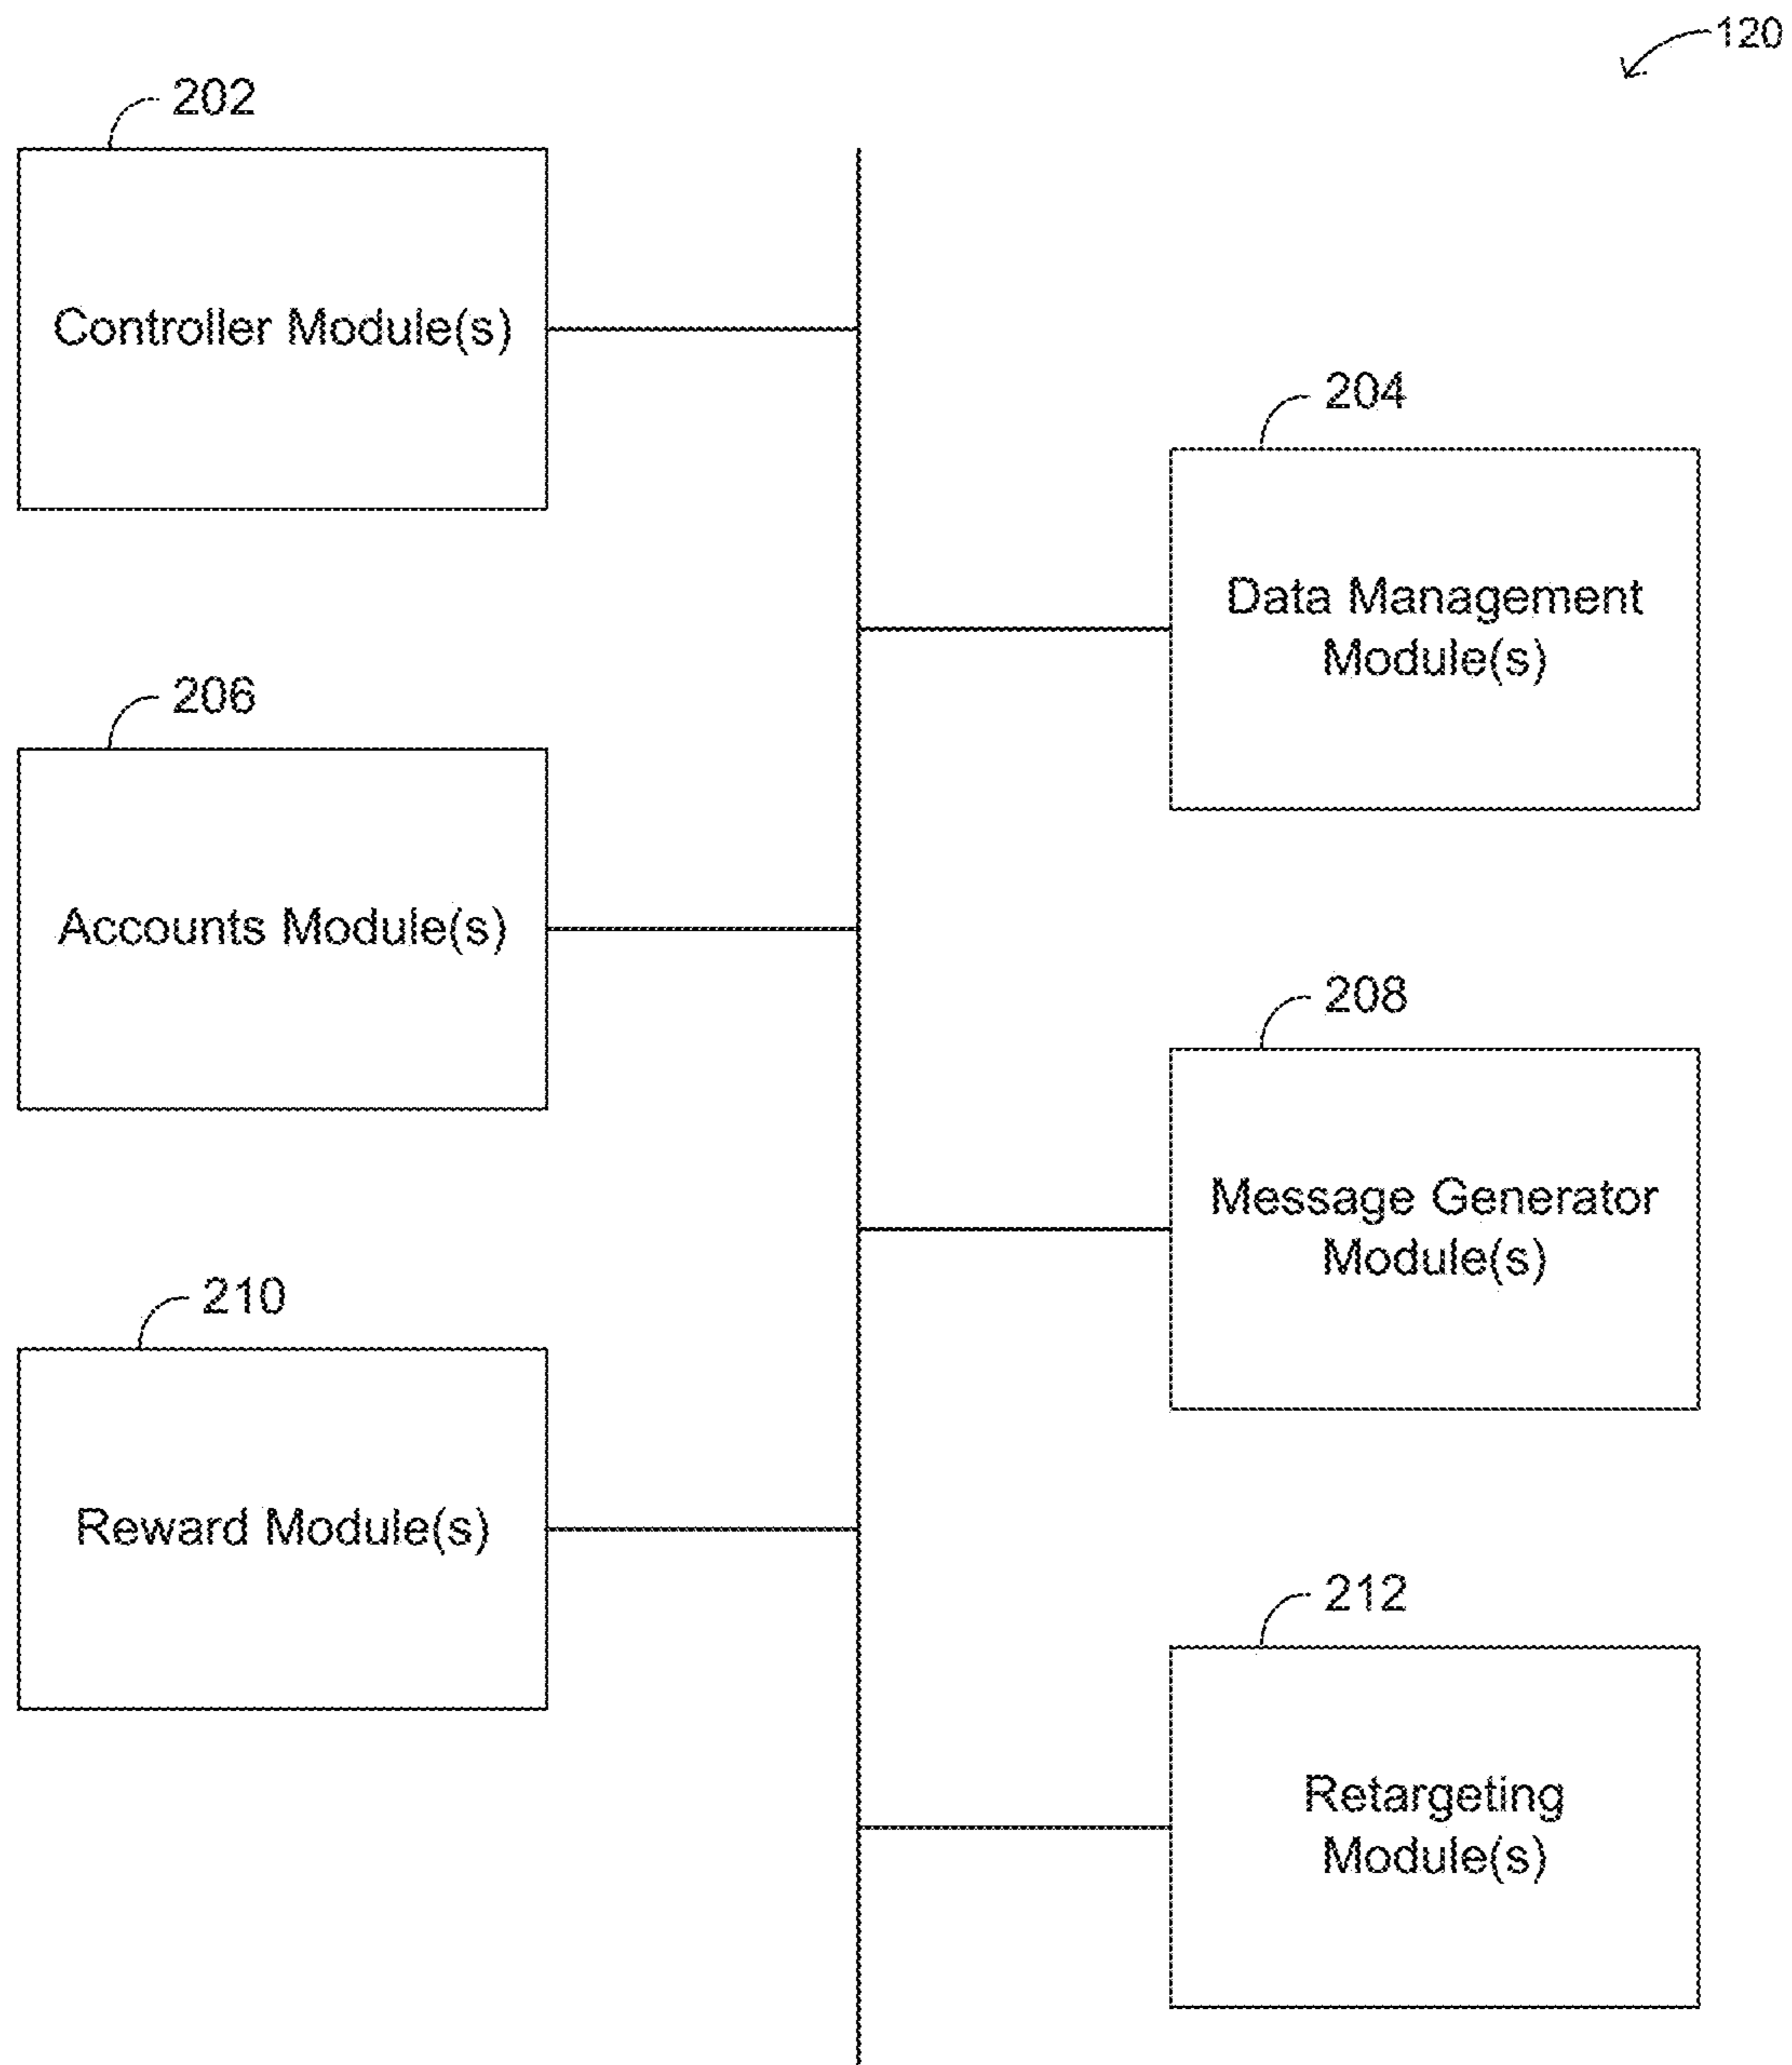 120
202
Controller Module(s)
204
Data Management
Module(s)
206
Accounts Module(s)
208
Message Generator
Module(s)
210
Reward Module(s)
212
Retargeting
Module(s)